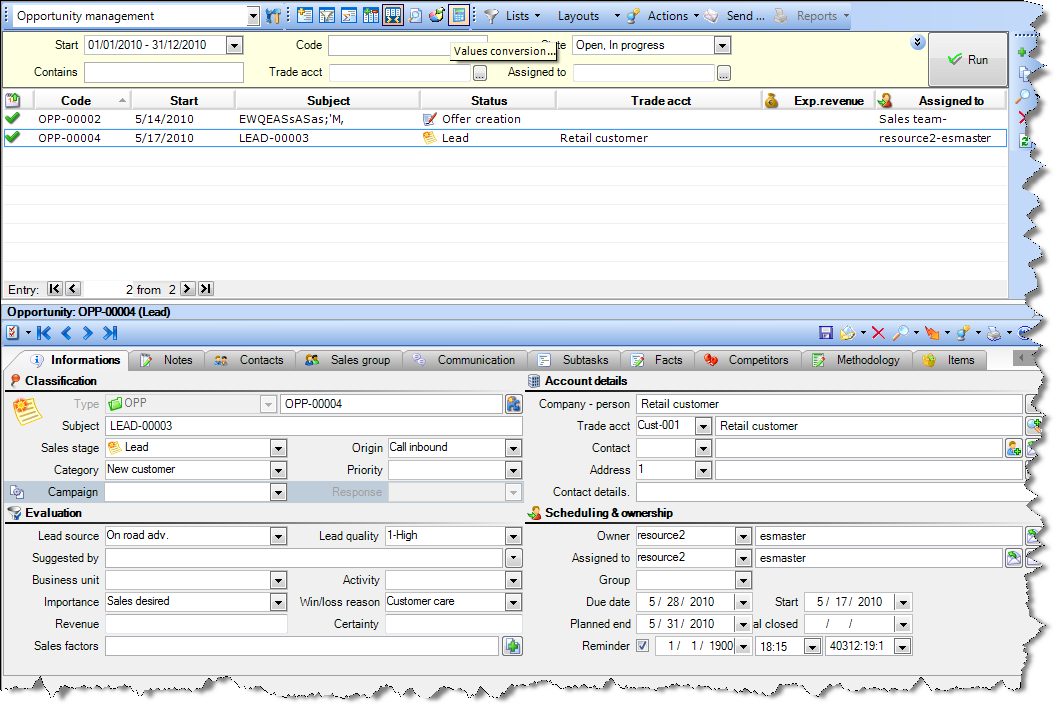 Opportunity management Lists Layouts Actions Send ... Reports
Start 01/01/2010 - 31/12/2010 Code te Open, In progress
Values conversion...
Contains Trade acct ... Assigned to ... Run
Code Start Subject Status Trade acct Exp.revenue Assigned to
OPP-00002 5/14/2010 EWQEASsASas;'M, Offer creation Sales team-
OPP-00004 5/17/2010 LEAD-00003 Lead Retail customer resource2-esmaster
Entry: 2 from 2
Opportunity: OPP-00004 (Lead)
Informations Notes Contacts Sales group Communication Subtasks Facts Competitors Methodology Items
Classification
Type OPP OPP-00004
Subject LEAD-00003
Sales stage Lead Origin Call inbound
Category New customer Priority
Campaign Response
Evaluation
Lead source On road adv. Lead quality 1-High
Suggested by
Business unit Activity
Importance Sales desired Win/loss reason Customer care
Revenue Certainty
Sales factors
Account details
Company - person Retail customer
Trade acct Cust-001 Retail customer
Contact
Address 1
Contact details.
Scheduling & ownership
Owner resource2 esmaster
Assigned to resource2 esmaster
Group
Due date 5/ 28/ 2010 Start 5/ 17/ 2010
Planned end 5/ 31/ 2010 al closed / /
Reminder 1/ 1/ 1900 18:15 40312:19:1